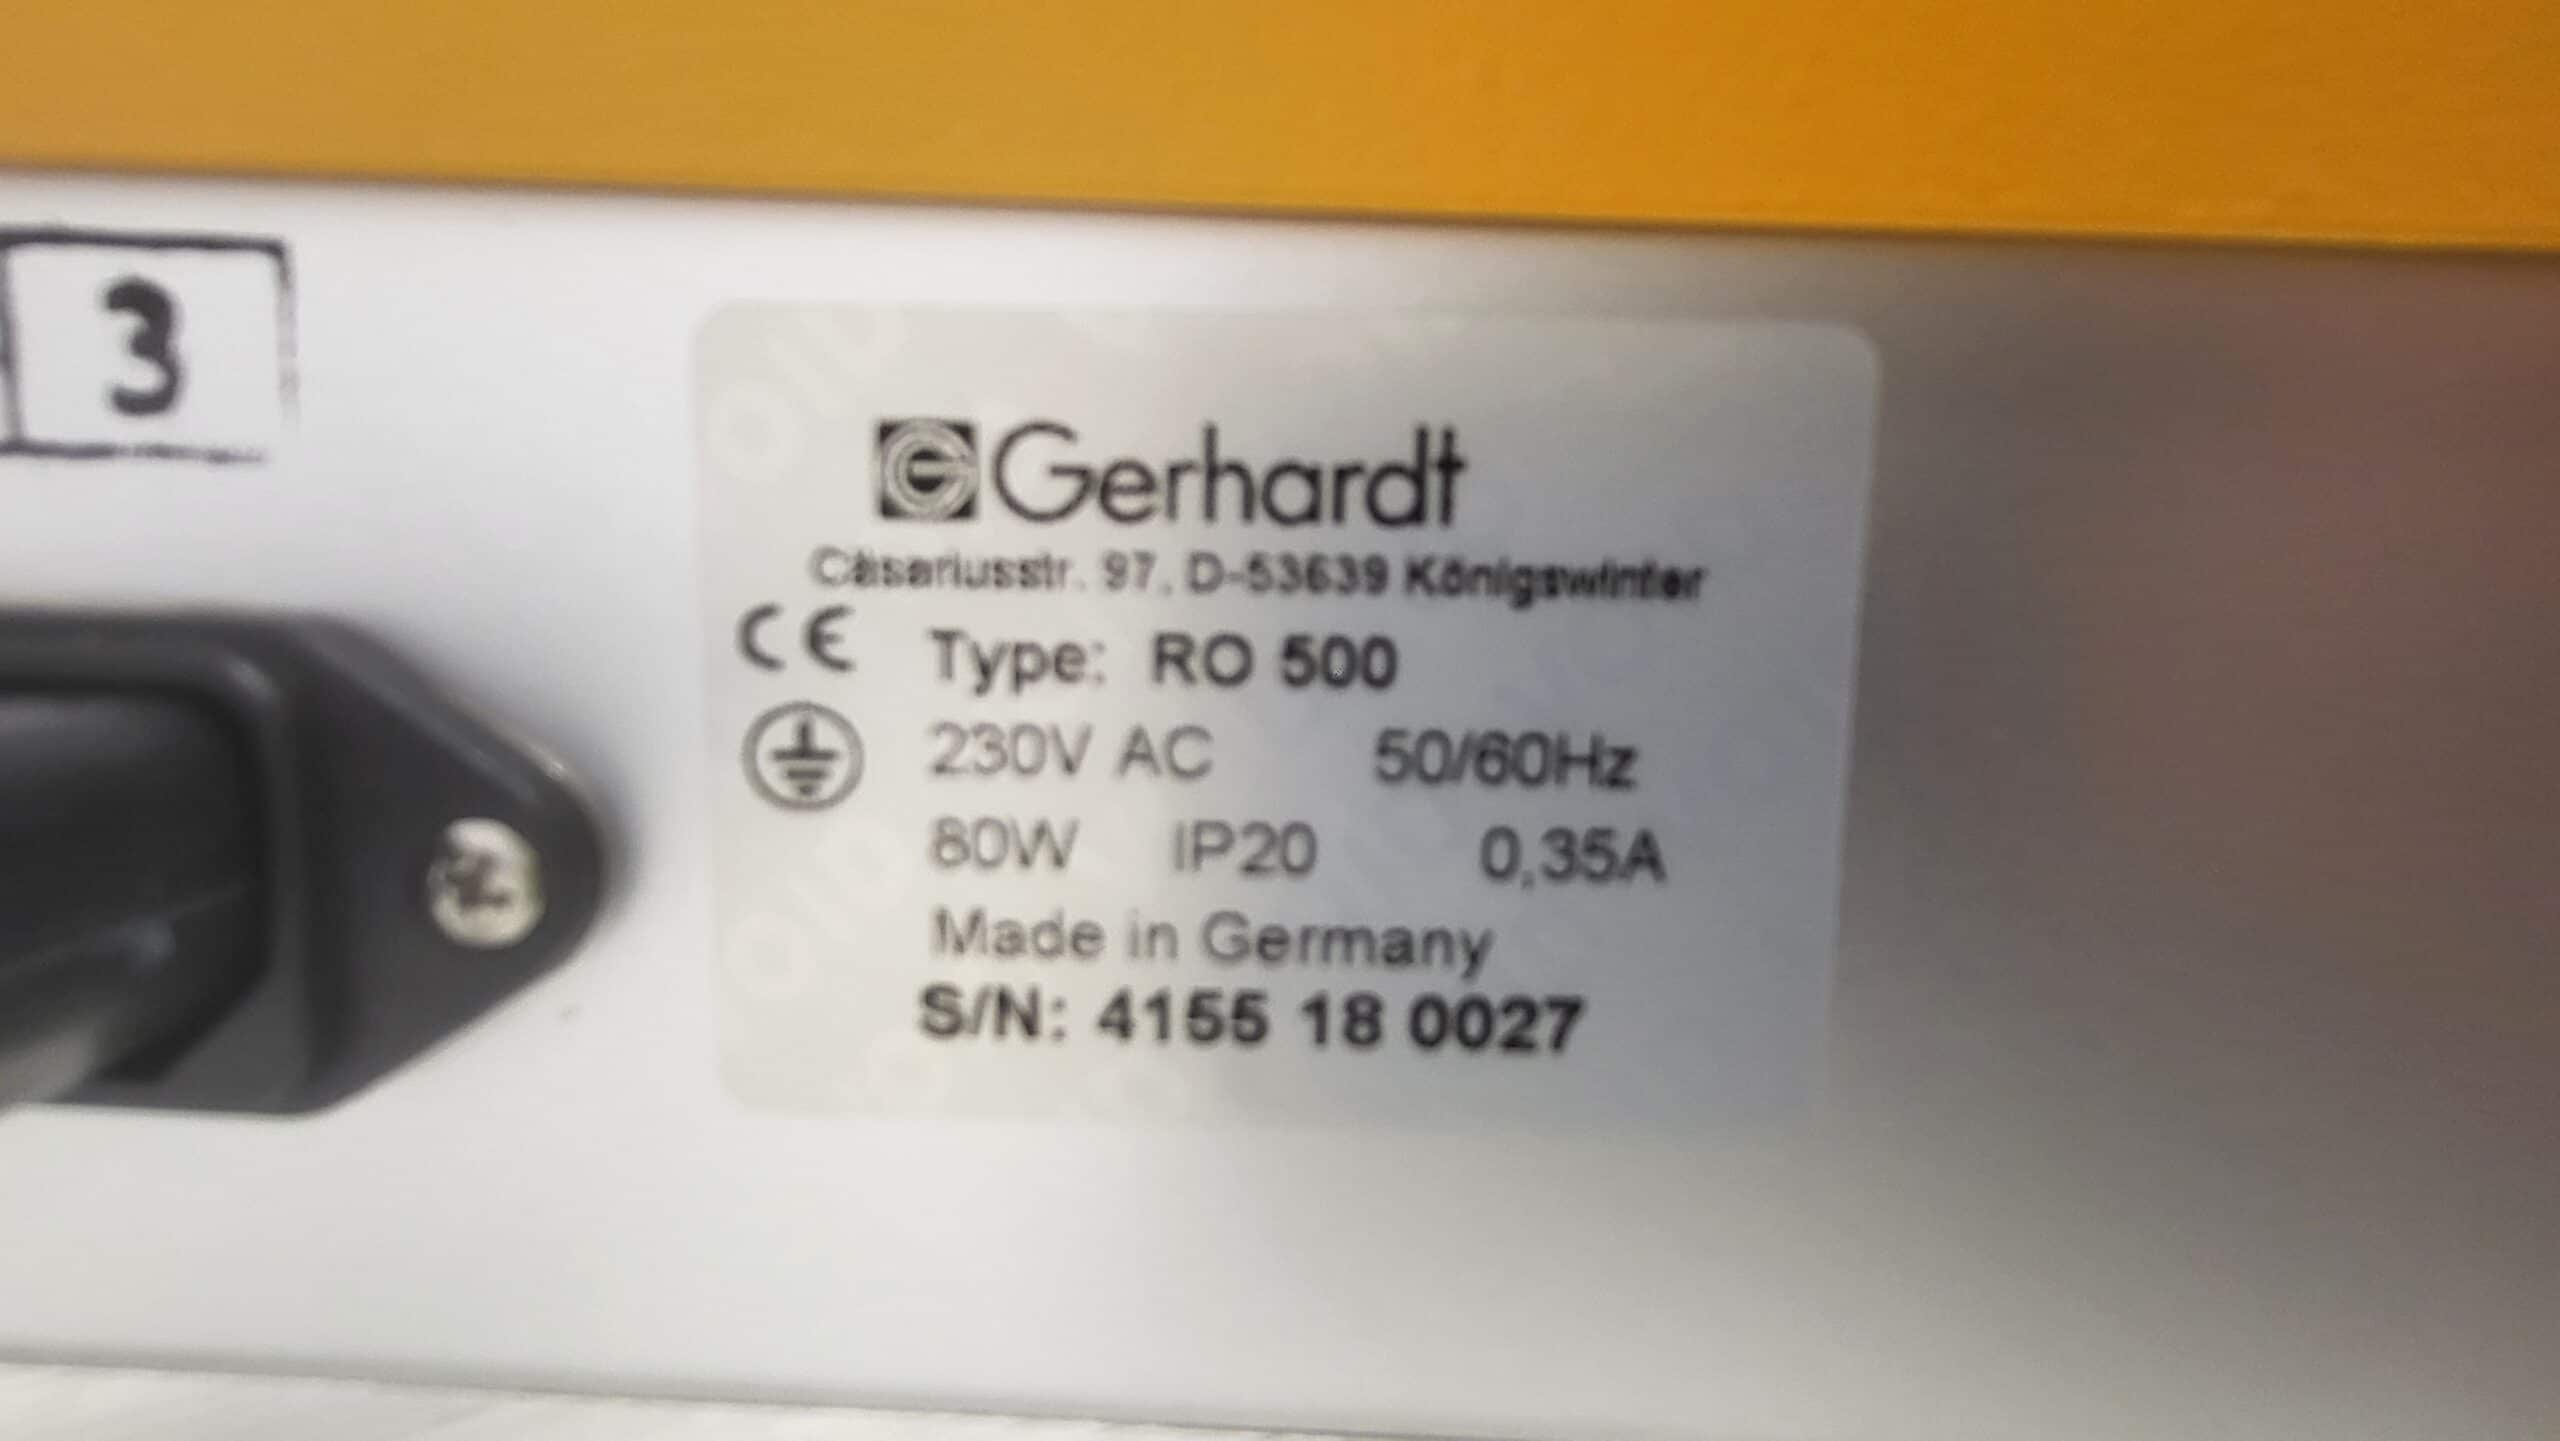 3
Gerhardt
Cäsariusstr. 97, D-53639 Königswinter
CE Type: RO 500
230V AC 50/60Hz
80W IP20 0,35A
Made in Germany
S/N: 4155 18 0027